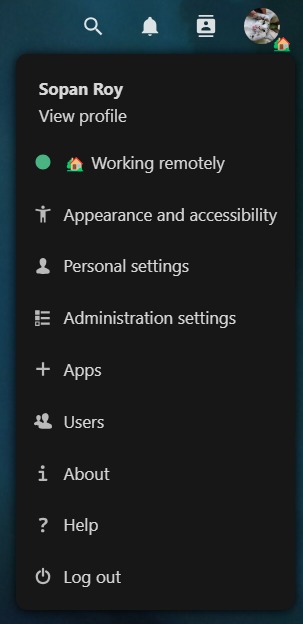 Sopan Roy
View profile
🏡 Working remotely
Appearance and accessibility
Personal settings
Administration settings
Apps
Users
About
Help
Log out